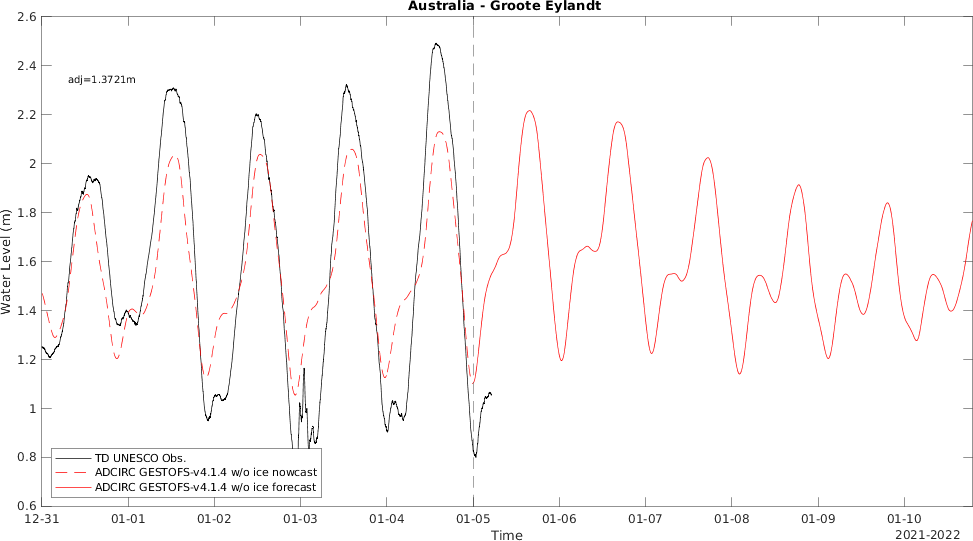 Australia - Groote Eylandt
2.6
2.4
adj=1.3721m
2.2
2
1.8
1.6
1.4
1.2
1
0.8
0.6
Water Level (m)
TD UNESCO Obs.
ADCIRC GESTOFS-v4.1.4 w/o ice nowcast
ADCIRC GESTOFS-v4.1.4 w/o ice forecast
12-31 01-01 01-02 01-03 01-04 01-05 01-06 01-07 01-08 01-09 01-10
Time
2021-2022